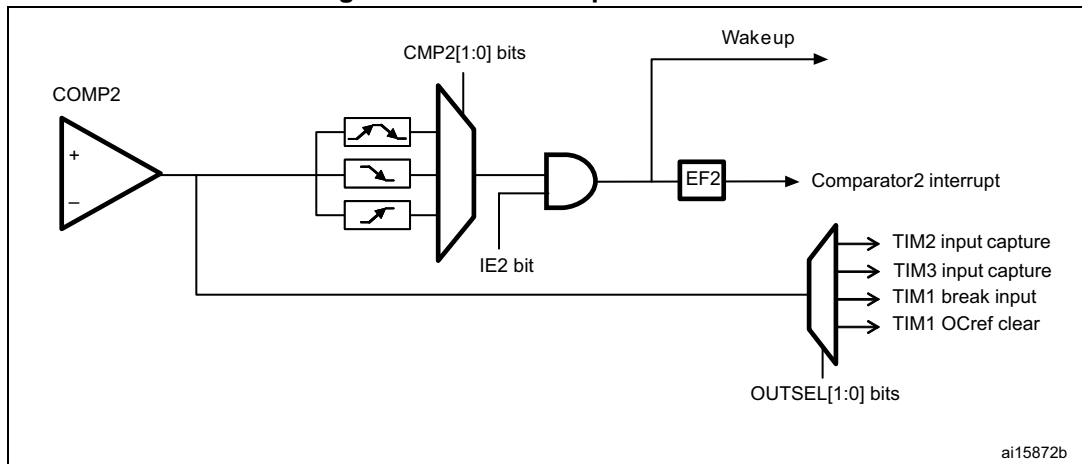 CMP2[1:0] bits
Wakeup
COMP2
+
–
EF2
Comparator2 interrupt
IE2 bit
TIM2 input capture
TIM3 input capture
TIM1 break input
TIM1 OCref clear
OUTSEL[1:0] bits
ai15872b